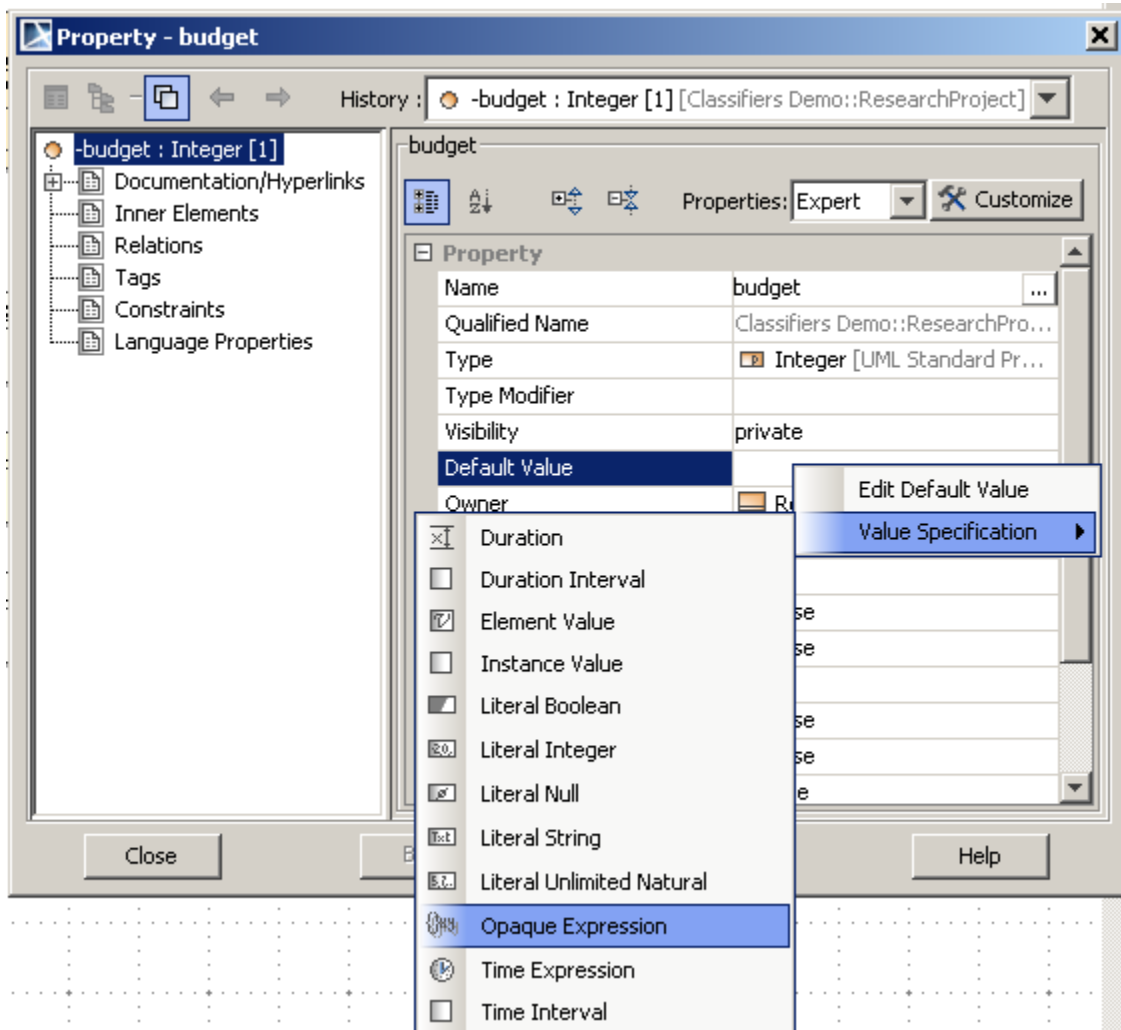 Property - budget
History : -budget : Integer [1] [Classifiers Demo::ResearchProject]
-budget : Integer [1]
Documentation/Hyperlinks
Inner Elements
Relations
Tags
Constraints
Language Properties
budget
Properties: Expert Customize
Property
Name budget ...
Qualified Name Classifiers Demo::ResearchPro...
Type Integer [UML Standard Pr...
Type Modifier
Visibility private
Default Value
Owner
Edit Default Value
Value Specification
Duration
Duration Interval
Element Value
Instance Value
Literal Boolean
Literal Integer
Literal Null
Literal String
Literal Unlimited Natural
Opaque Expression
Time Expression
Time Interval
Close
Help